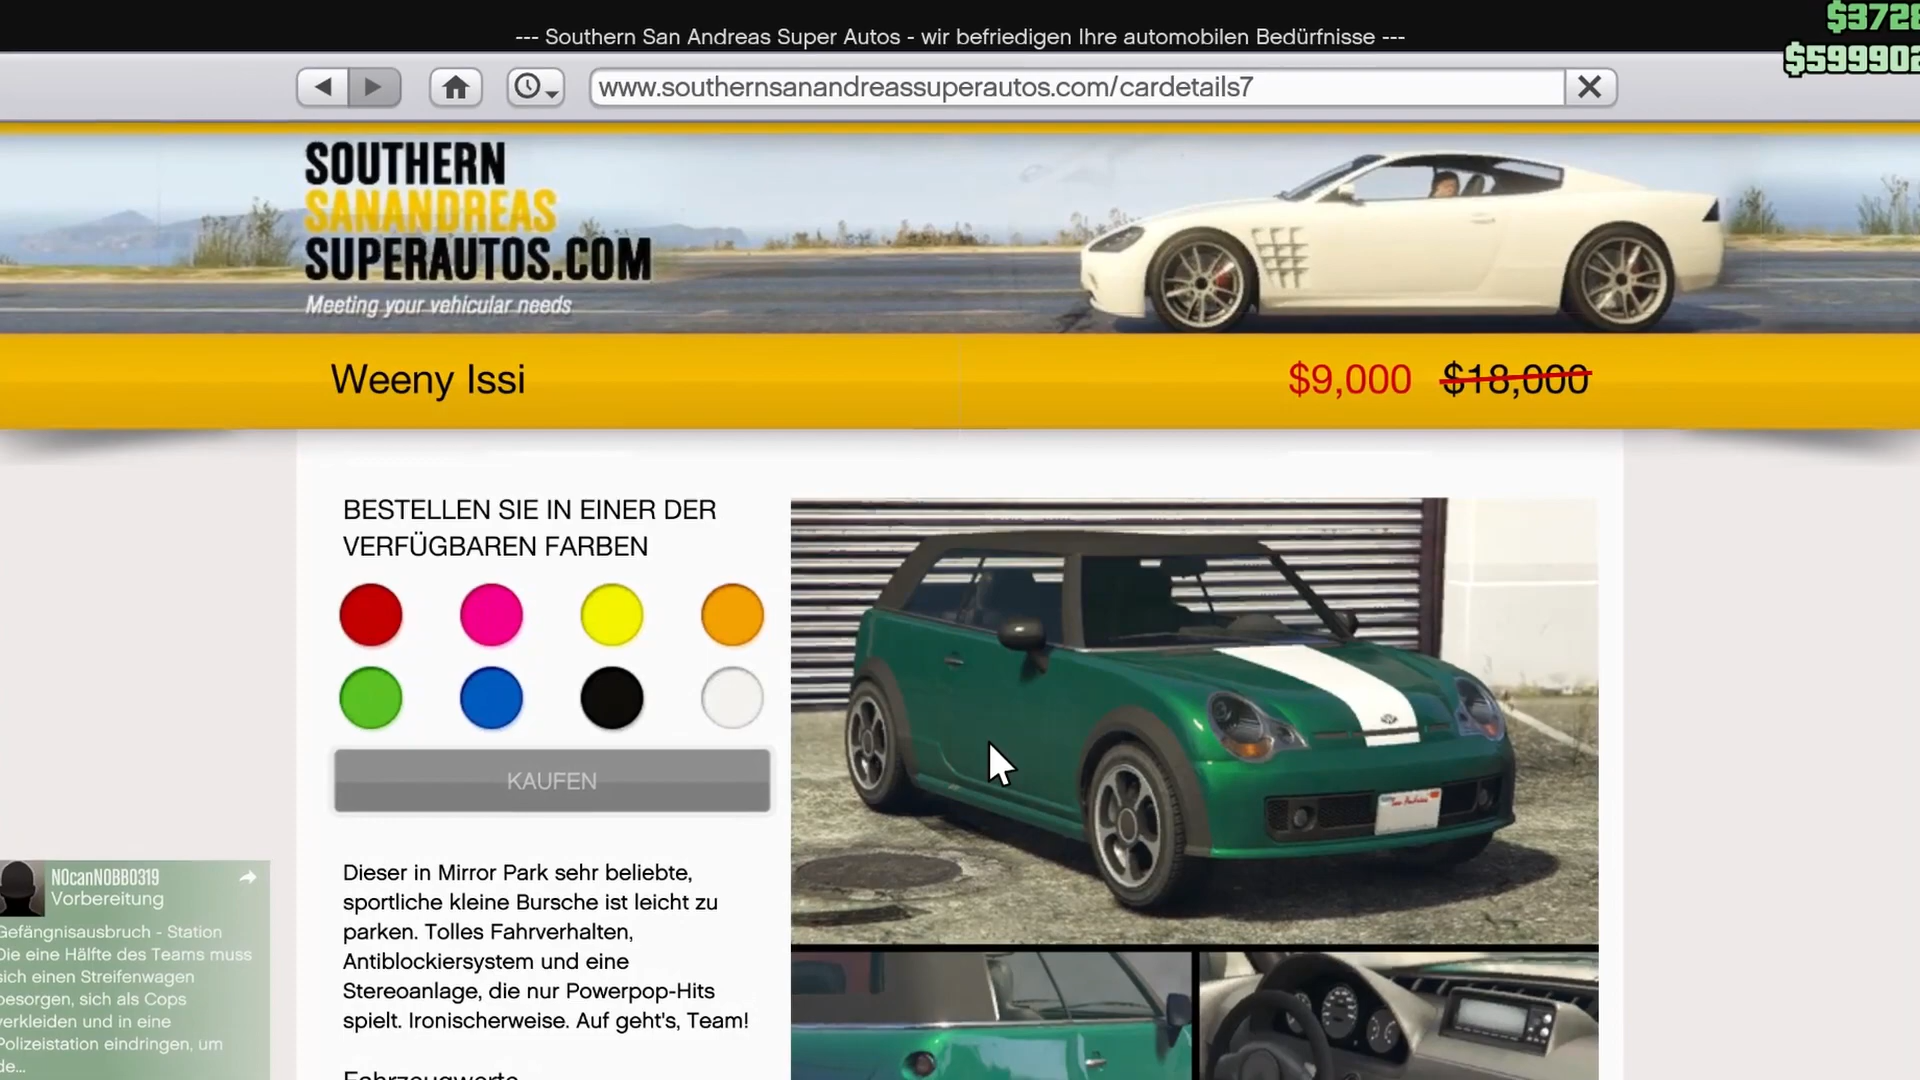 --- Southern San Andreas Super Autos - wir befriedigen Ihre automobilen Bedürfnisse ---
$3728
$599902
www.southernsanandreassuperautos.com/cardetails7
SOUTHERN
SANANDREAS
SUPERAUTOS.COM
Meeting your vehicular needs
Weeny Issi
$9,000 $18,000
BESTELLEN SIE IN EINER DER
VERFÜGBAREN FARBEN
KAUFEN
Dieser in Mirror Park sehr beliebte,
sportliche kleine Bursche ist leicht zu
parken. Tolles Fahrverhalten,
Antiblockiersystem und eine
Stereoanlage, die nur Powerpop-Hits
spielt. Ironischerweise. Auf geht's, Team!
Fahrzeugwerte
N0canN0BB0319
Vorbereitung
Gefängnisausbruch - Station
Die eine Hälfte des Teams muss
sich einen Streifenwagen
besorgen, sich als Cops
verkleiden und in eine
Polizeistation eindringen, um
de...